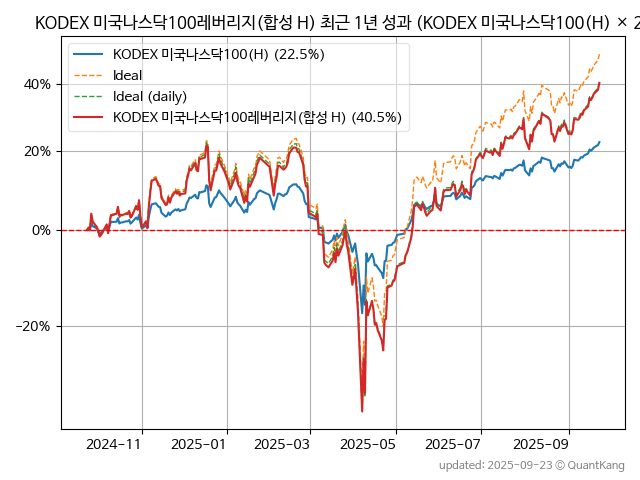 KODEX 미국나스닥100레버리지(합성 H) 최근 1년 성과 (KODEX 미국나스닥100(H) × 2
KODEX 미국나스닥100(H) (22.5%)
Ideal
Ideal (daily)
KODEX 미국나스닥100레버리지(합성 H) (40.5%)
40%
20%
0%
−20%
2024-11 2025-01 2025-03 2025-05 2025-07 2025-09
updated: 2025-09-23 © QuantKang